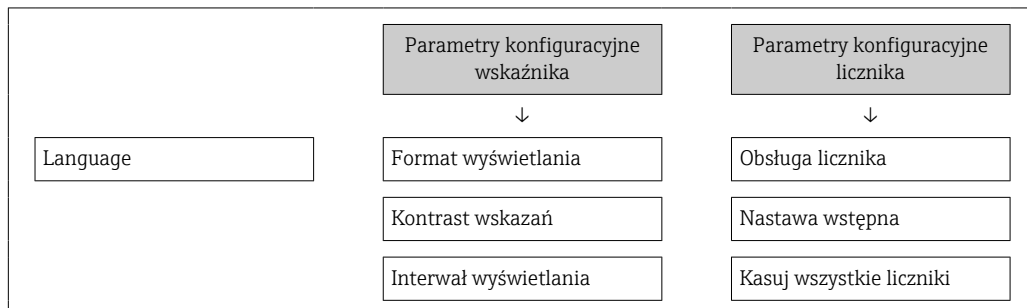 Parametry konfiguracyjne
wskaźnika
Parametry konfiguracyjne
licznika
↓
↓
Language
Format wyświetlania
Obsługa licznika
Kontrast wskazań
Nastawa wstępna
Interwał wyświetlania
Kasuj wszystkie liczniki